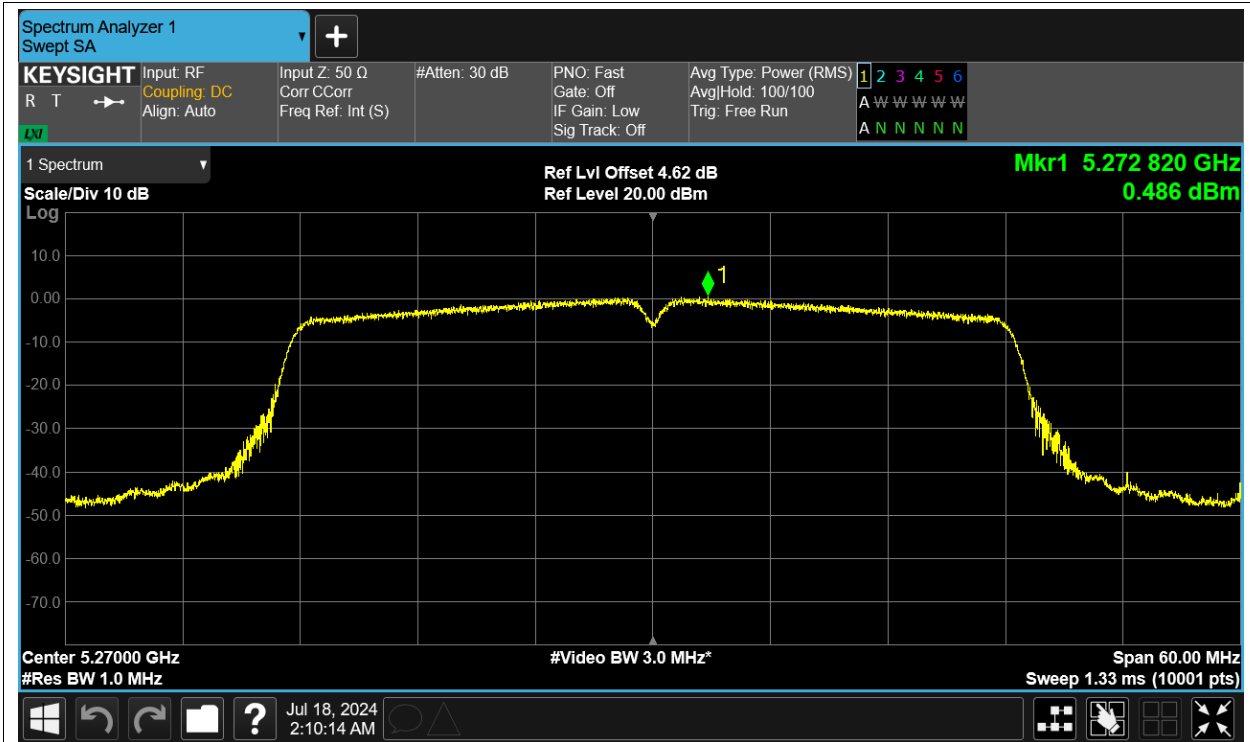 Spectrum Analyzer 1
Swept SA
KEYSIGHT
R T
LXI
Input: RF
Coupling: DC
Align: Auto
Input Z: 50 Ω
Corr CCorr
Freq Ref: Int (S)
#Atten: 30 dB
PNO: Fast
Gate: Off
IF Gain: Low
Sig Track: Off
Avg Type: Power (RMS)
Avg|Hold: 100/100
Trig: Free Run
1 2 3 4 5 6
A W W W W W
A N N N N N
1 Spectrum
Scale/Div 10 dB
Log
Ref Lvl Offset 4.62 dB
Ref Level 20.00 dBm
Mkr1 5.272 820 GHz
0.486 dBm
1
10.0
0.00
-10.0
-20.0
-30.0
-40.0
-50.0
-60.0
-70.0
Center 5.27000 GHz
#Res BW 1.0 MHz
#Video BW 3.0 MHz*
Span 60.00 MHz
Sweep 1.33 ms (10001 pts)
?
Jul 18, 2024
2:10:14 AM